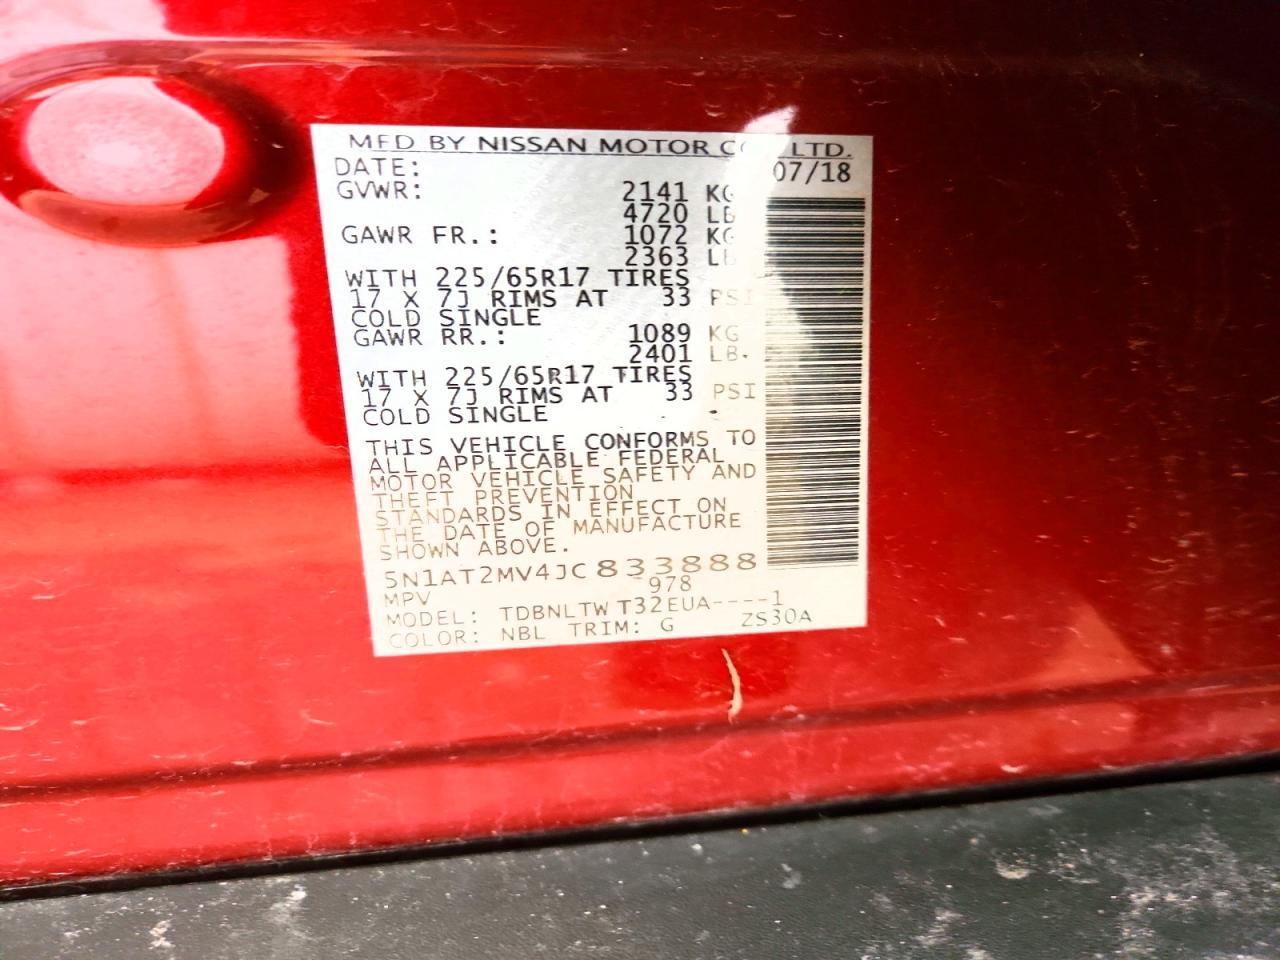 MFD BY NISSAN MOTOR CO., LTD.
DATE: 07/18
GVWR: 2141 KG
4720 LB
GAWR FR.: 1072 KG
2363 LB
WITH 225/65R17 TIRES
17 X 7J RIMS AT 33 PSI
COLD SINGLE
GAWR RR.: 1089 KG
2401 LB.
WITH 225/65R17 TIRES
17 X 7J RIMS AT 33 PSI
COLD SINGLE
THIS VEHICLE CONFORMS TO
ALL APPLICABLE FEDERAL
MOTOR VEHICLE SAFETY AND
THEFT PREVENTION
STANDARDS IN EFFECT ON
THE DATE OF MANUFACTURE
SHOWN ABOVE.
5N1AT2MV4JC833888
MPV 978
MODEL: TDBNLTW T32EUA----1
COLOR: NBL TRIM: G ZS30A